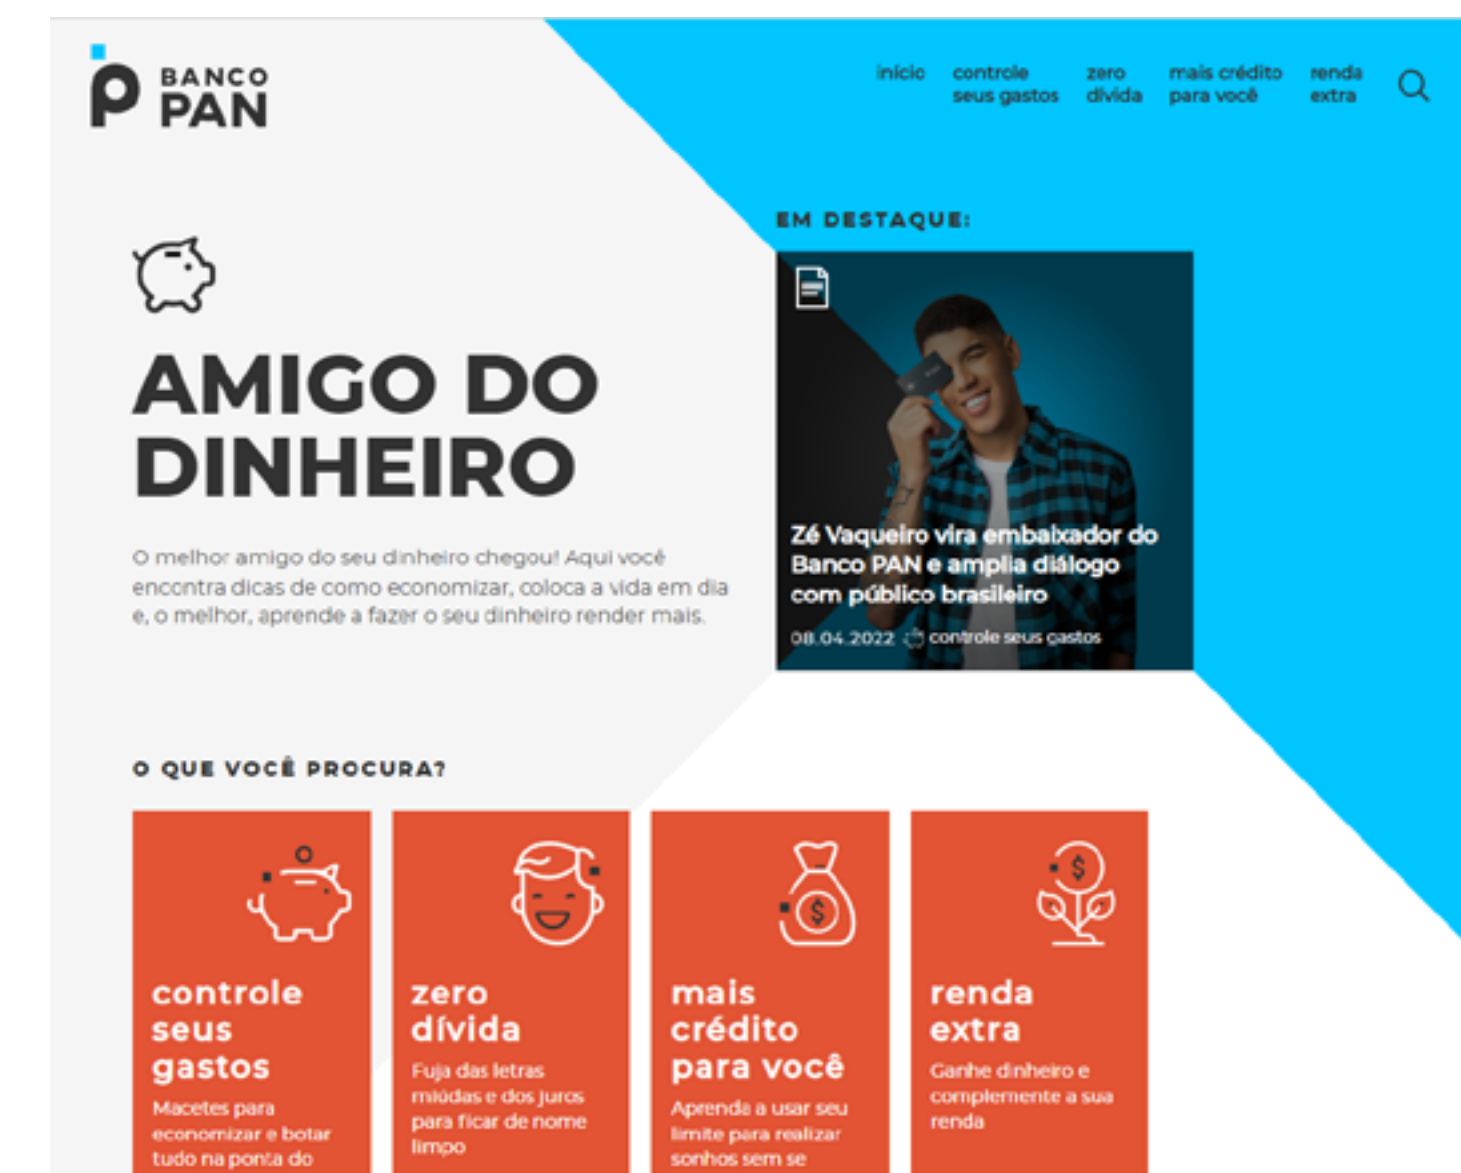 BANCO
PAN
início
controle
seus gastos
zero
dívida
mais crédito
para você
renda
extra
EM DESTAQUE:
AMIGO DO
DINHEIRO
O melhor amigo do seu dinheiro chegou! Aqui você
encontra dicas de como economizar, coloca a vida em dia
e, o melhor, aprende a fazer o seu dinheiro render mais.
Zé Vaqueiro vira embaixador do
Banco PAN e amplia diálogo
com público brasileiro
08.04.2022 controle seus gastos
O QUE VOCÊ PROCURA?
controle
seus
gastos
Macetes para
economizar e botar
tudo na ponta do
zero
dívida
Fuja das letras
miúdas e dos juros
para ficar de nome
limpo
mais
crédito
para você
Aprenda a usar seu
limite para realizar
sonhos sem se
renda
extra
Ganhe dinheiro e
complemente a sua
renda